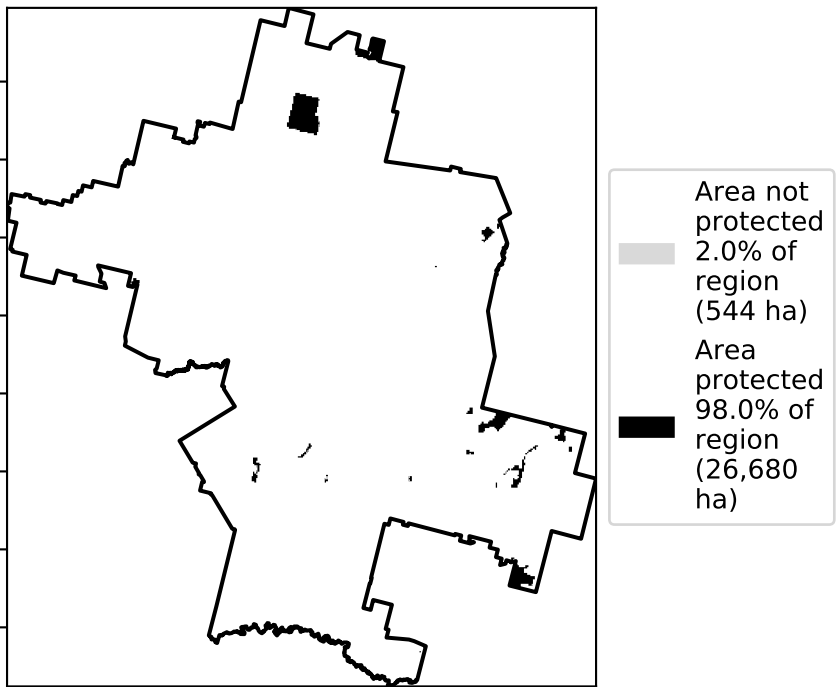 Area not
protected
2.0% of
region
(544 ha)
Area
protected
98.0% of
region
(26,680
ha)